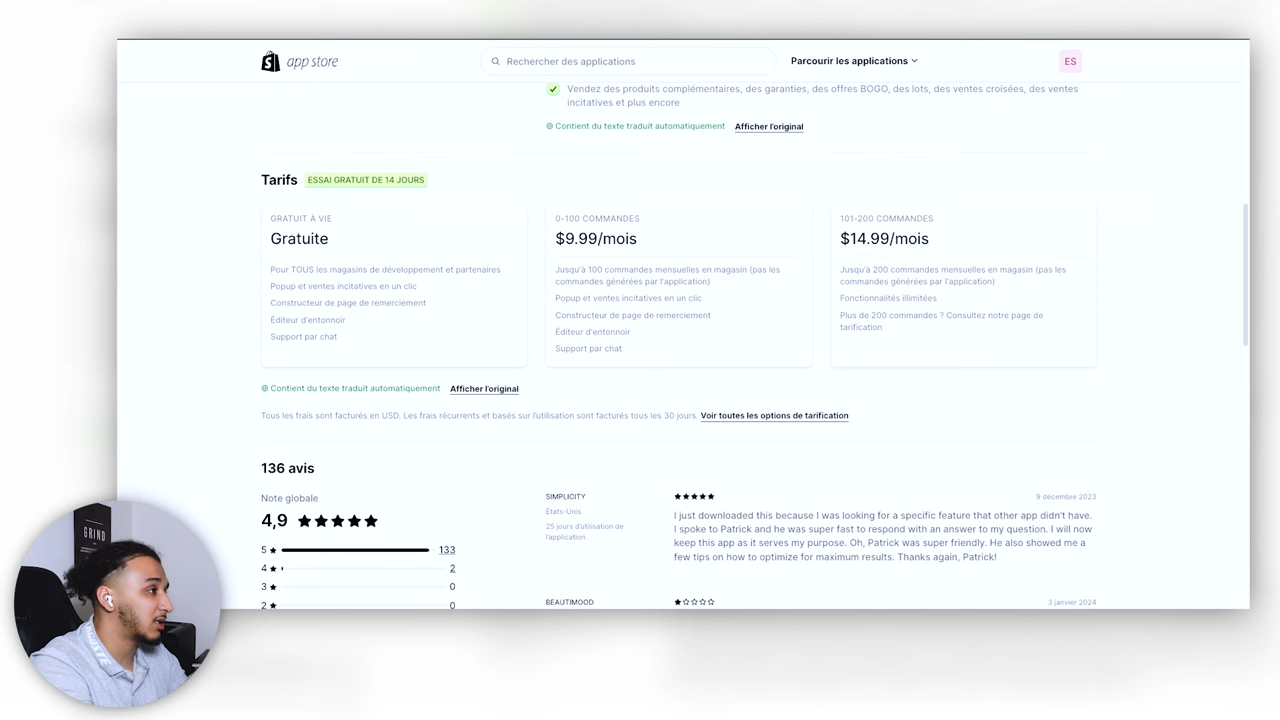 app store
Rechercher des applications
Parcourir les applications
ES
Vendez des produits complémentaires, des garanties, des offres BOGO, des lots, des ventes croisées, des ventes
incitatives et plus encore
Contient du texte traduit automatiquement Afficher l'original
Tarifs ESSAI GRATUIT DE 14 JOURS
GRATUIT À VIE
Gratuite
Pour TOUS les magasins de développement et partenaires
Popup et ventes incitatives en un clic
Constructeur de page de remerciement
Éditeur d'entonnoir
Support par chat
0-100 COMMANDES
$9.99/mois
Jusqu'à 100 commandes mensuelles en magasin (pas les
commandes générées par l'application)
Popup et ventes incitatives en un clic
Constructeur de page de remerciement
Éditeur d'entonnoir
Support par chat
101-200 COMMANDES
$14.99/mois
Jusqu'à 200 commandes mensuelles en magasin (pas les
commandes générées par l'application)
Fonctionnalités illimitées
Plus de 200 commandes ? Consultez notre page de
tarification
Contient du texte traduit automatiquement Afficher l'original
Tous les frais sont facturés en USD. Les frais récurrents et basés sur l'utilisation sont facturés tous les 30 jours. Voir toutes les options de tarification
136 avis
Note globale
4,9 ★★★★★
5 ★ 133
4 ★ 2
3 ★ 0
2 ★ 0
SIMPLICITY
États-Unis
25 jours d'utilisation de
l'application
★★★★★ 9 décembre 2023
I just downloaded this because I was looking for a specific feature that other app didn't have.
I spoke to Patrick and he was super fast to respond with an answer to my question. I will now
keep this app as it serves my purpose. Oh, Patrick was super friendly. He also showed me a
few tips on how to optimize for maximum results. Thanks again, Patrick!
BEAUTIMOOD
★☆☆☆☆ 3 janvier 2024
GRIND